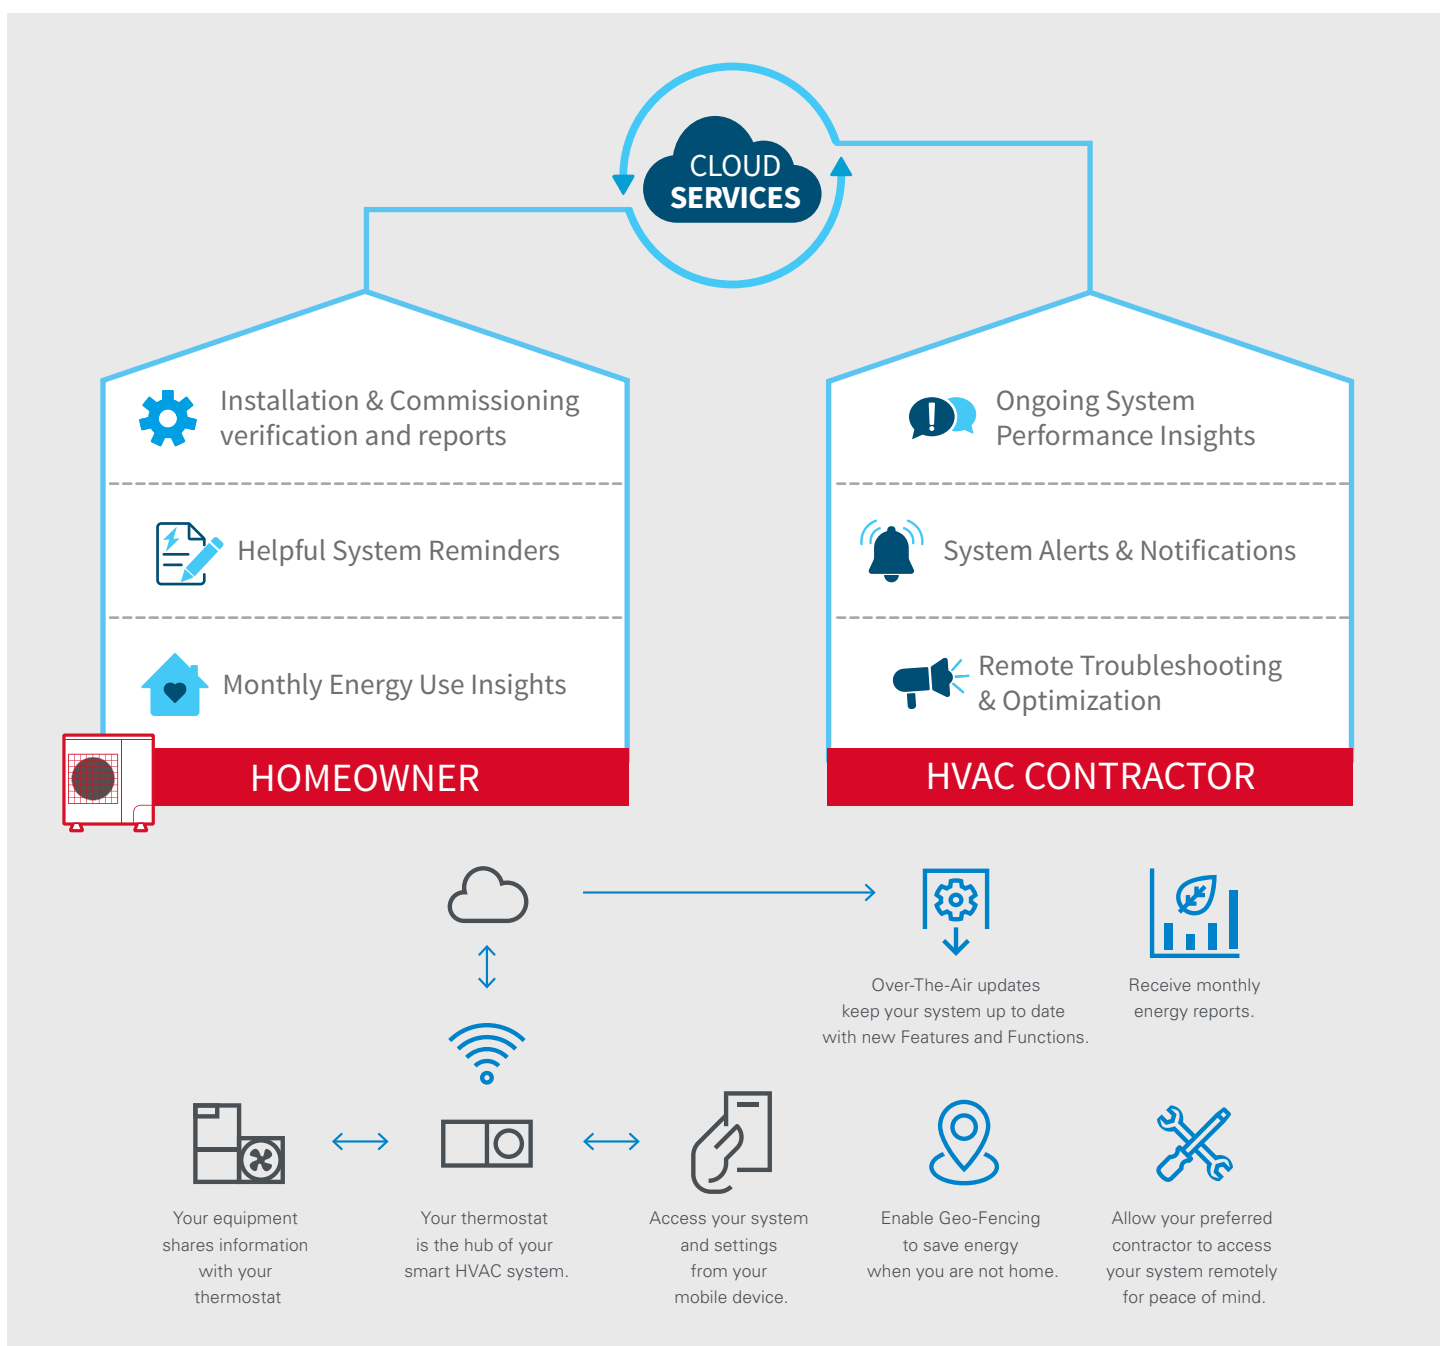 CLOUD
SERVICES
Installation & Commissioning
verification and reports
Helpful System Reminders
Monthly Energy Use Insights
HOMEOWNER
Ongoing System
Performance Insights
System Alerts & Notifications
Remote Troubleshooting
& Optimization
HVAC CONTRACTOR
Over-The-Air updates
keep your system up to date
with new Features and Functions.
Receive monthly
energy reports.
Your equipment
shares information
with your
thermostat
Your thermostat
is the hub of your
smart HVAC system.
Access your system
and settings
from your
mobile device.
Enable Geo-Fencing
to save energy
when you are not home.
Allow your preferred
contractor to access
your system remotely
for peace of mind.